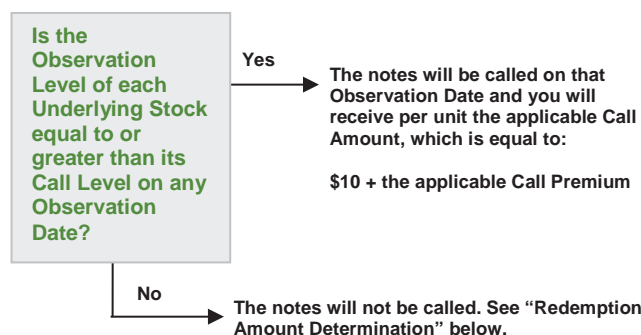 Is the
Observation
Level of each
Underlying Stock
equal to or
greater than its
Call Level on any
Observation
Date?
Yes
The notes will be called on that
Observation Date and you will
receive per unit the applicable Call
Amount, which is equal to:
$10 + the applicable Call Premium
No
The notes will not be called. See “Redemption
Amount Determination” below.